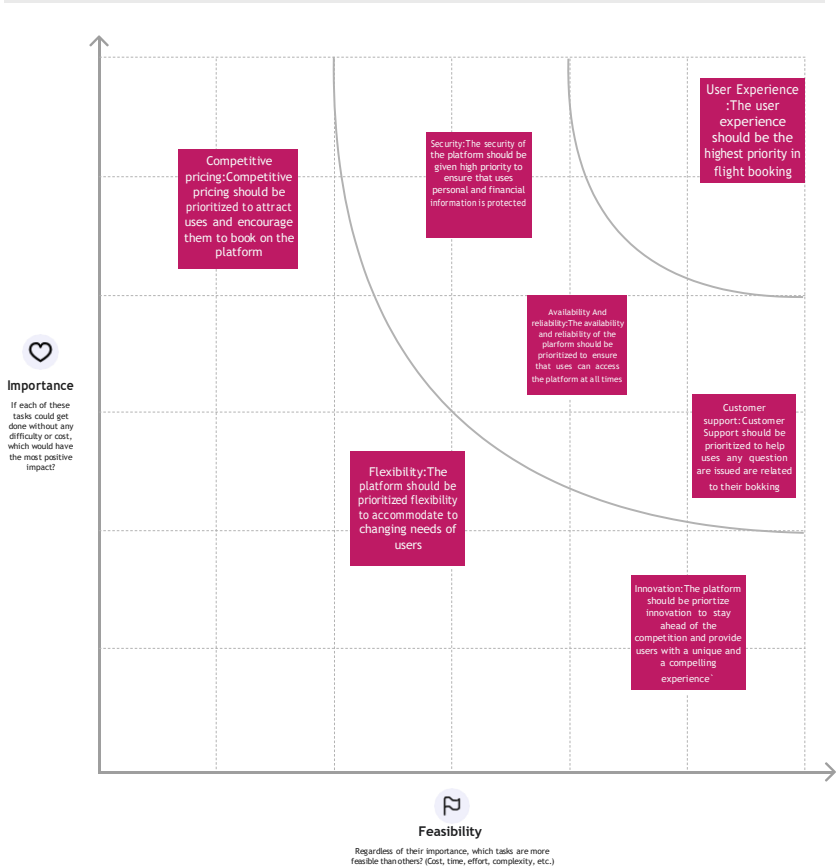 User Experience
:The user
experience
should be the
highest priority in
flight booking
Security:The security of
the platform should be
given high priority to
ensure that uses
personal and financial
information is protected
Competitive
pricing:Competitive
pricing should be
prioritized to attract
uses and encourage
them to book on the
platform
Availability And
reliability:The availability
and reliability of the
plarform should be
prioritized to ensure
that uses can access
the platform at all times
Importance
If each of these
tasks could get
done without any
difficulty or cost,
which would have
the most positive
impact?
Customer
support:Customer
Support should be
prioritized to help
uses any question
are issued are related
to their bokking
Flexibility:The
platform should be
prioritized flexibility
to accommodate to
changing needs of
users
Innovation:The platform
should be priortize
innovation to stay
ahead of the
competition and provide
users with a unique and
a compelling
experience`
Feasibility
Regardless of their importance, which tasks are more
feasible than others? (Cost, time, effort, complexity, etc.)